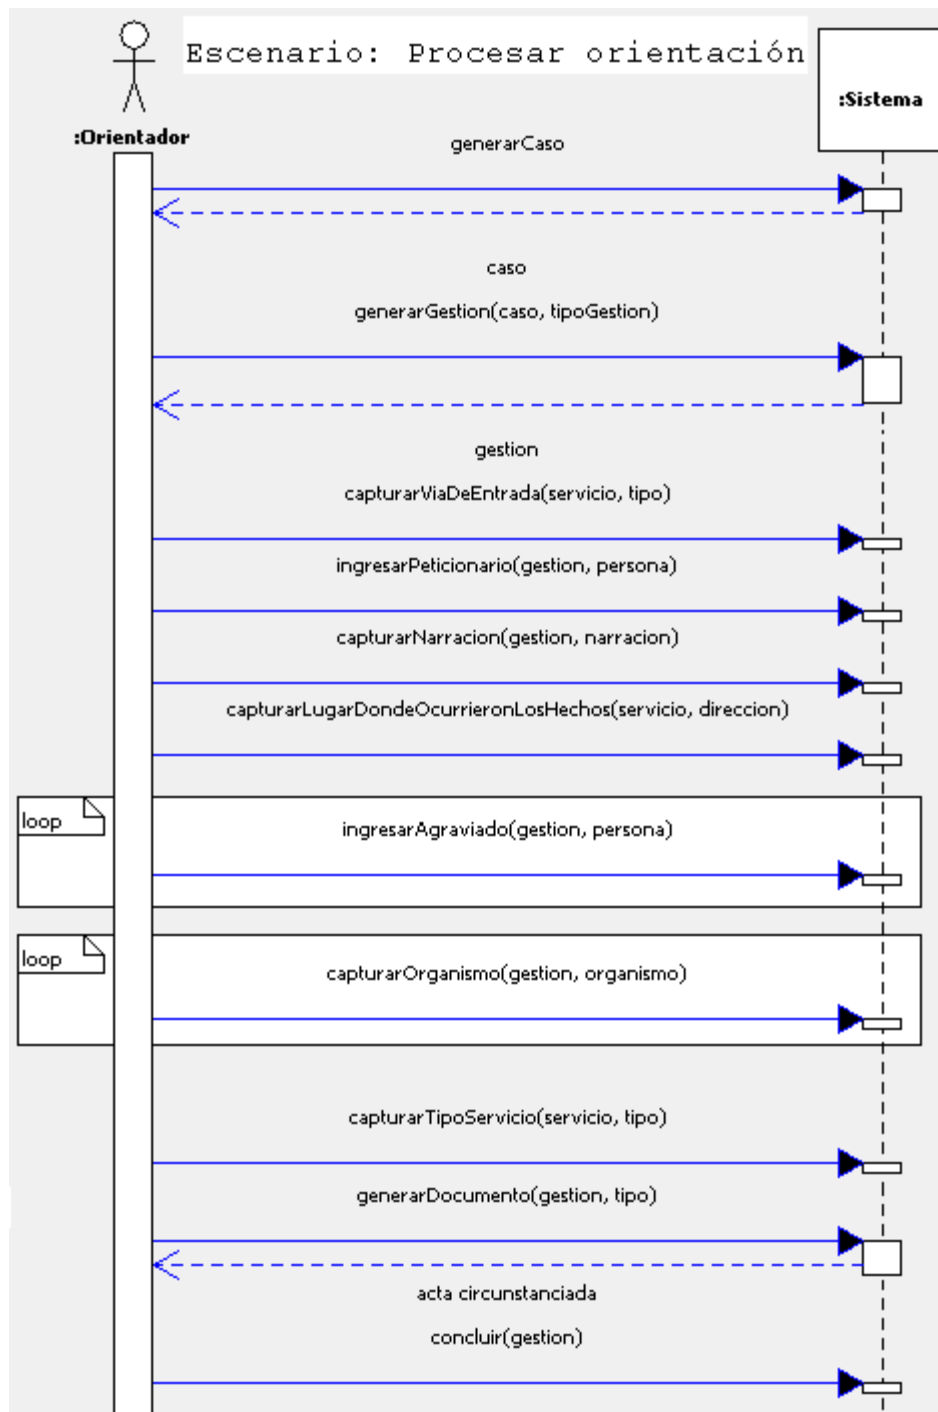 Escenario: Procesar orientación
:Sistema
:Orientador
generarCaso
caso
generarGestion(caso, tipoGestion)
gestion
capturarViaDeEntrada(servicio, tipo)
ingresarPeticionario(gestion, persona)
capturarNarracion(gestion, narracion)
capturarLugarDondeOcurrieronLosHechos(servicio, direccion)
loop
ingresarAgraviado(gestion, persona)
loop
capturarOrganismo(gestion, organismo)
capturarTipoServicio(servicio, tipo)
generarDocumento(gestion, tipo)
acta circunstanciada
concluir(gestion)